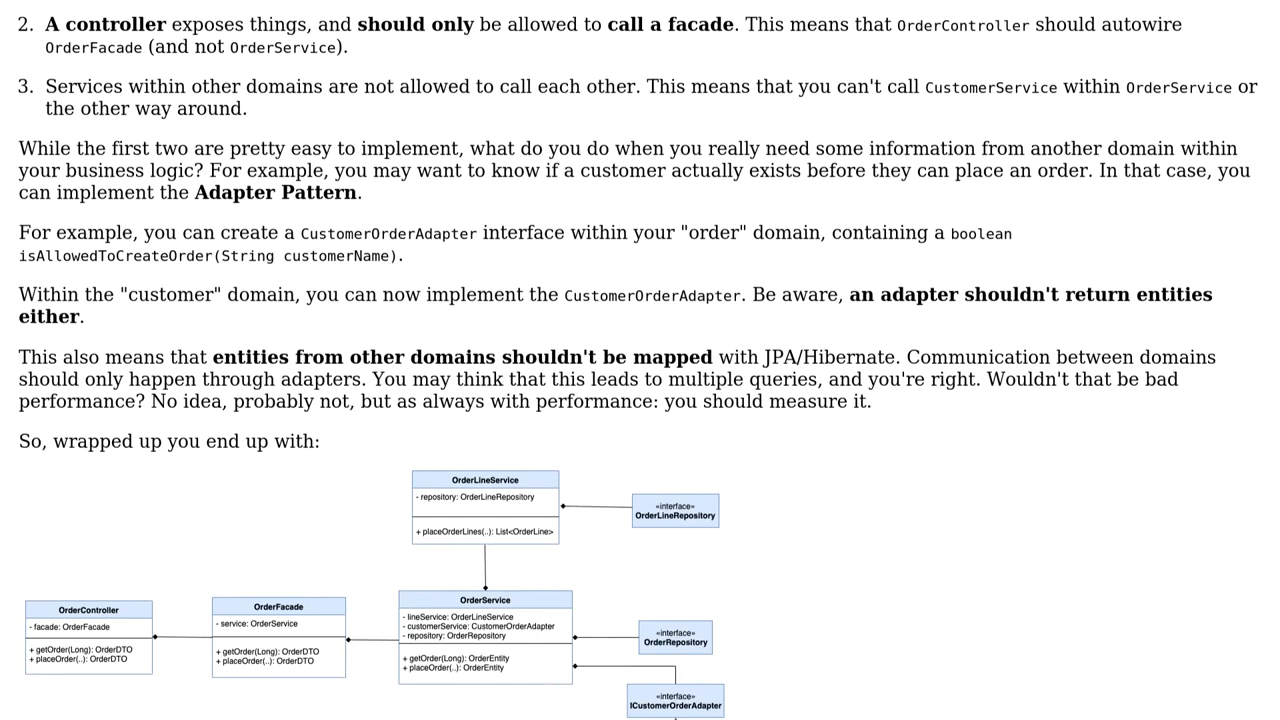 2. A controller exposes things, and should only be allowed to call a facade. This means that OrderController should autowire
OrderFacade (and not OrderService).
3. Services within other domains are not allowed to call each other. This means that you can't call CustomerService within OrderService or
the other way around.
While the first two are pretty easy to implement, what do you do when you really need some information from another domain within
your business logic? For example, you may want to know if a customer actually exists before they can place an order. In that case, you
can implement the Adapter Pattern.
For example, you can create a CustomerOrderAdapter interface within your "order" domain, containing a boolean
isAllowedToCreateOrder(String customerName).
Within the "customer" domain, you can now implement the CustomerOrderAdapter. Be aware, an adapter shouldn't return entities
either.
This also means that entities from other domains shouldn't be mapped with JPA/Hibernate. Communication between domains
should only happen through adapters. You may think that this leads to multiple queries, and you're right. Wouldn't that be bad
performance? No idea, probably not, but as always with performance: you should measure it.
So, wrapped up you end up with:
OrderLineService
- repository: OrderLineRepository
+ placeOrderLines(..): List<OrderLine>
«interface»
OrderLineRepository
OrderController
- facade: OrderFacade
+ getOrder(Long): OrderDTO
+ placeOrder(..): OrderDTO
OrderFacade
- service: OrderService
+ getOrder(Long): OrderDTO
+ placeOrder(..): OrderDTO
OrderService
- lineService: OrderLineService
- customerService: CustomerOrderAdapter
- repository: OrderRepository
+ getOrder(Long): OrderEntity
+ placeOrder(..): OrderEntity
«interface»
OrderRepository
«interface»
ICustomerOrderAdapter